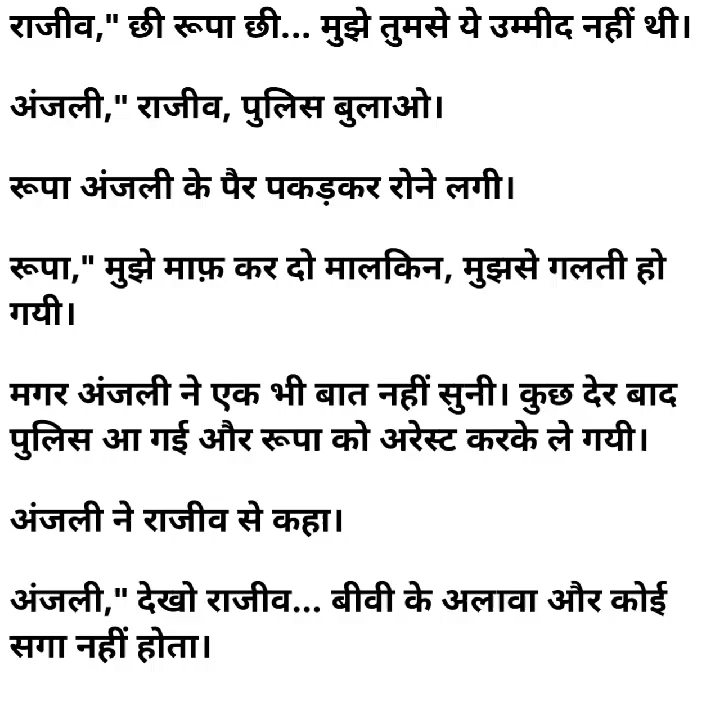 राजीव," छी रूपा छी... मुझे तुमसे ये उम्मीद नहीं थी।
अंजली," राजीव, पुलिस बुलाओ।
रूपा अंजली के पैर पकड़कर रोने लगी।
रूपा," मुझे माफ़ कर दो मालकिन, मुझसे गलती हो
गयी।
मगर अंजली ने एक भी बात नहीं सुनी। कुछ देर बाद
पुलिस आ गई और रूपा को अरेस्ट करके ले गयी।
अंजली ने राजीव से कहा।
अंजली," देखो राजीव... बीवी के अलावा और कोई
सगा नहीं होता।